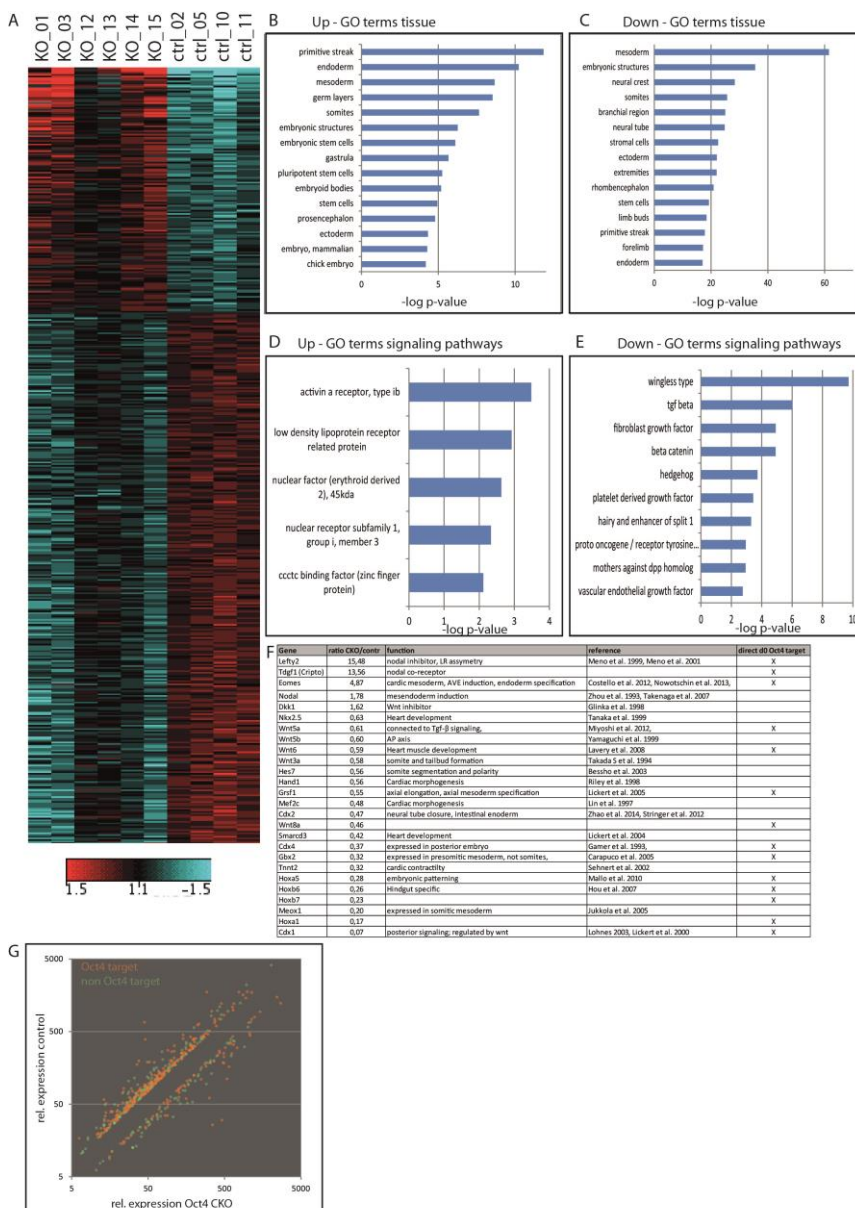 A
KO_01 KO_03 KO_12 KO_13 KO_14 KO_15 ctrl_02 ctrl_05 ctrl_10 ctrl_11
1.5 1:1 -1.5
B Up - GO terms tissue
primitive streak
endoderm
mesoderm
germ layers
somites
embryonic structures
embryonic stem cells
gastrula
pluripotent stem cells
embryoid bodies
stem cells
prosencephalon
ectoderm
embryo, mammalian
chick embryo
0 5 10
-log p-value
C Down - GO terms tissue
mesoderm
embryonic structures
neural crest
somites
branchial region
neural tube
stromal cells
ectoderm
extremities
rhombencephalon
stem cells
limb buds
primitive streak
forelimb
endoderm
0 20 40 60
-log p-value
D Up - GO terms signaling pathways
activin a receptor, type ib
low density lipoprotein receptor
related protein
nuclear factor (erythroid derived
2), 45kda
nuclear receptor subfamily 1,
group i, member 3
ccctc binding factor (zinc finger
protein)
0 1 2 3 4
-log p-value
E Down - GO terms signaling pathways
wingless type
tgf beta
fibroblast growth factor
beta catenin
hedgehog
platelet derived growth factor
hairy and enhancer of split 1
proto oncogene / receptor tyrosine...
mothers against dpp homolog
vascular endothelial growth factor
0 2 4 6 8 10
-log p-value
F
Gene ratio CKO/contr function reference direct d0 Oct4 target
Lefty2 15,48 nodal inhibitor, LR assymetry Meno et al. 1999, Meno et al. 2001 X
Tdgf1 (Cripto) 13,56 nodal co-receptor X
Eomes 4,87 cardic mesoderm, AVE induction, endoderm specification Costello et al. 2012, Nowotschin et al. 2013, X
Nodal 1,78 mesendoderm induction Zhou et al. 1993, Takenaga et al. 2007
Dkk1 1,62 Wnt inhibitor Glinka et al. 1998
Nkx2.5 0,63 Heart development Tanaka et al. 1999
Wnt5a 0,61 connected to Tgf-β signaling, Miyoshi et al. 2012, X
Wnt5b 0,60 AP axis Yamaguchi et al. 1999
Wnt6 0,59 Heart muscle development Lavery et al. 2008 X
Wnt3a 0,58 somite and tailbud formation Takada S et al. 1994
Hes7 0,56 somite segmentation and polarity Bessho et al. 2003
Hand1 0,56 Cardiac morphogenesis Riley et al. 1998
Grsf1 0,55 axial elongation, axial mesoderm specification Lickert et al. 2005 X
Mef2c 0,48 Cardiac morphogenesis Lin et al. 1997
Cdx2 0,47 neural tube closure, intestinal enoderm Zhao et al. 2014, Stringer et al. 2012
Wnt8a 0,46 X
Smarcd3 0,42 Heart development Lickert et al. 2004
Cdx4 0,37 expressed in posterior embryo Gamer et al. 1993, X
Gbx2 0,32 expressed in presomitic mesoderm, not somites, Carapuco et al. 2005 X
Tnnt2 0,32 cardic contractilty Sehnert et al. 2002
Hoxa5 0,28 embryonic patterning Mallo et al. 2010 X
Hoxb6 0,26 Hindgut specific Hou et al. 2007 X
Hoxb7 0,23 X
Meox1 0,20 expressed in somitic mesoderm Jukkola et al. 2005
Hoxa1 0,17 X
Cdx1 0,07 posterior signaling; regulated by wnt Lohnes 2003, Lickert et al. 2000 X
G
Oct4 target
non Oct4 target
rel. expression control
5000
500
50
5
5 50 500 5000
rel. expression Oct4 CKO